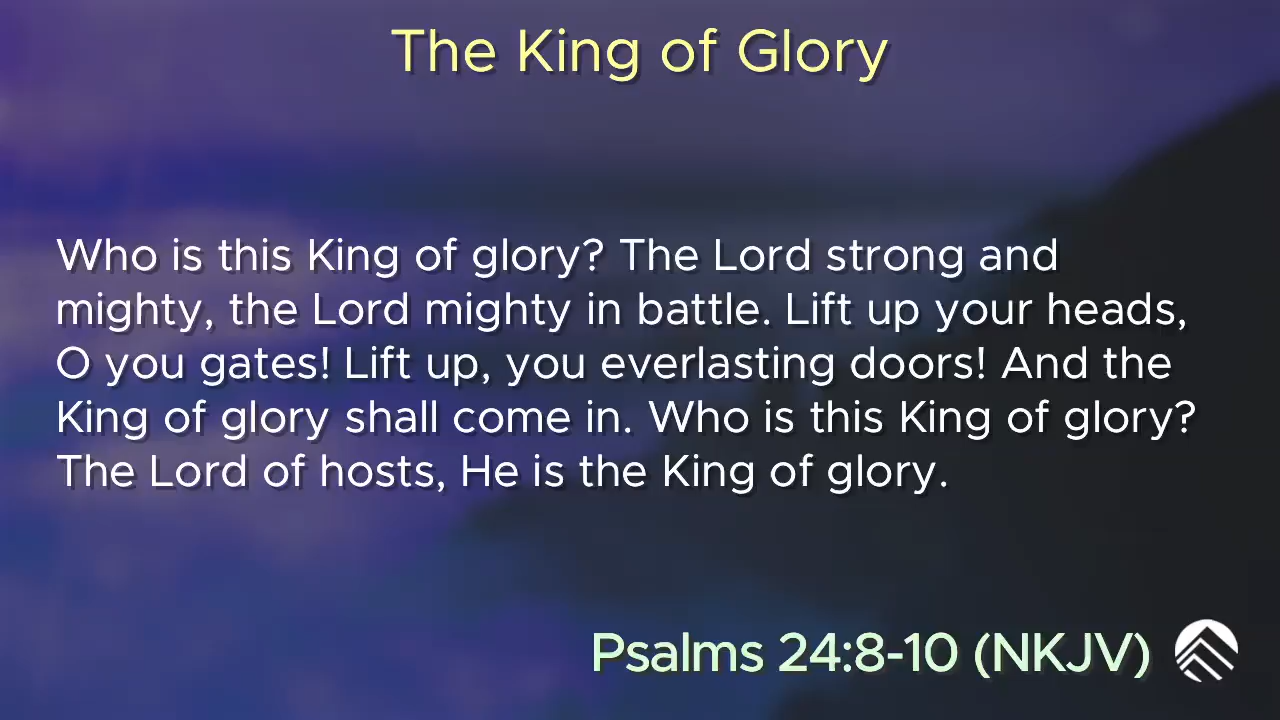 The King of Glory
Who is this King of glory? The Lord strong and
mighty, the Lord mighty in battle. Lift up your heads,
O you gates! Lift up, you everlasting doors! And the
King of glory shall come in. Who is this King of glory?
The Lord of hosts, He is the King of glory.
Psalms 24:8-10 (NKJV)